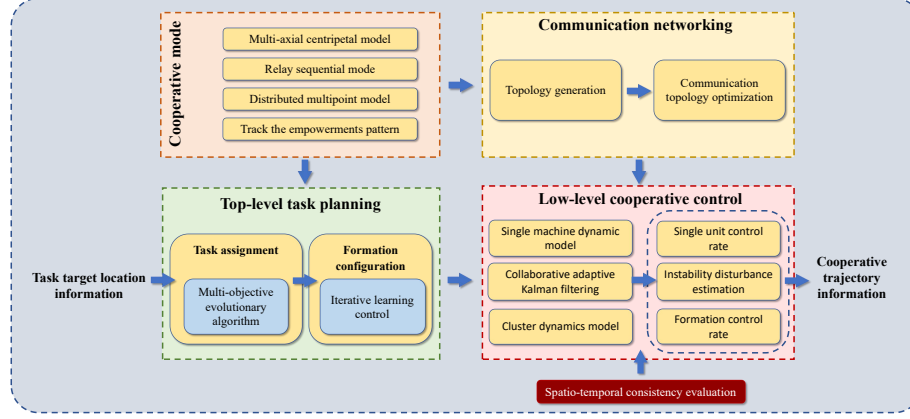 Cooperative mode
Multi-axial centripetal model
Relay sequential mode
Distributed multipoint model
Track the empowerments pattern
Communication networking
Topology generation
Communication
topology optimization
Top-level task planning
Task assignment
Multi-objective
evolutionary
algorithm
Formation
configuration
Iterative learning
control
Task target location
information
Low-level cooperative control
Single machine dynamic
model
Collaborative adaptive
Kalman filtering
Cluster dynamics model
Single unit control
rate
Instability disturbance
estimation
Formation control
rate
Cooperative
trajectory
information
Spatio-temporal consistency evaluation